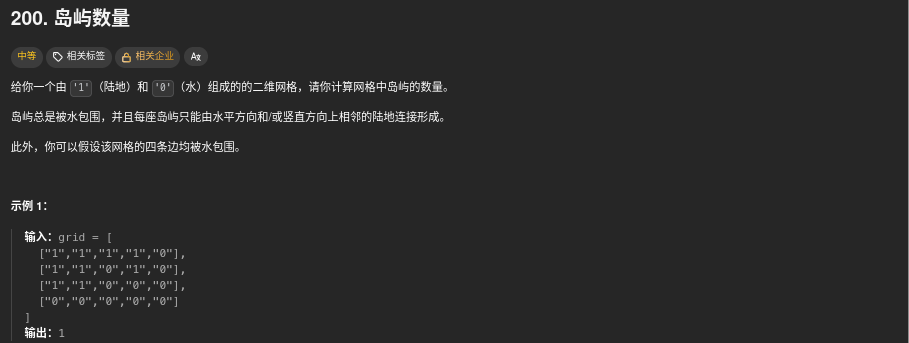 200. 岛屿数量
中等 相关标签 相关企业 Aあ
给你一个由 '1'（陆地）和 '0'（水）组成的的二维网格，请你计算网格中岛屿的数量。
岛屿总是被水包围，并且每座岛屿只能由水平方向和/或竖直方向上相邻的陆地连接形成。
此外，你可以假设该网格的四条边均被水包围。
示例 1：
输入：grid = [
["1","1","1","1","0"],
["1","1","0","1","0"],
["1","1","0","0","0"],
["0","0","0","0","0"]
]
输出：1